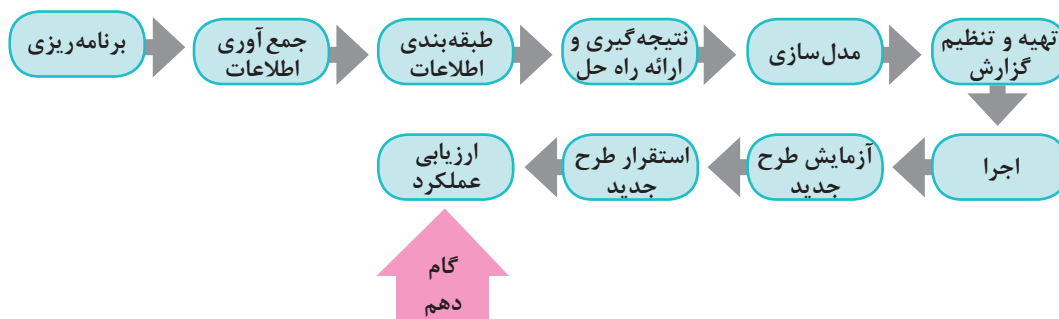 برنامه‌ریزی
جمع‌آوری
اطلاعات
طبقه‌بندی
اطلاعات
نتیجه‌گیری و
ارائه راه حل
مدل‌سازی
تهیه و تنظیم
گزارش
اجرا
آزمایش طرح
جدید
استقرار طرح
جدید
ارزیابی
عملکرد
گام
دهم